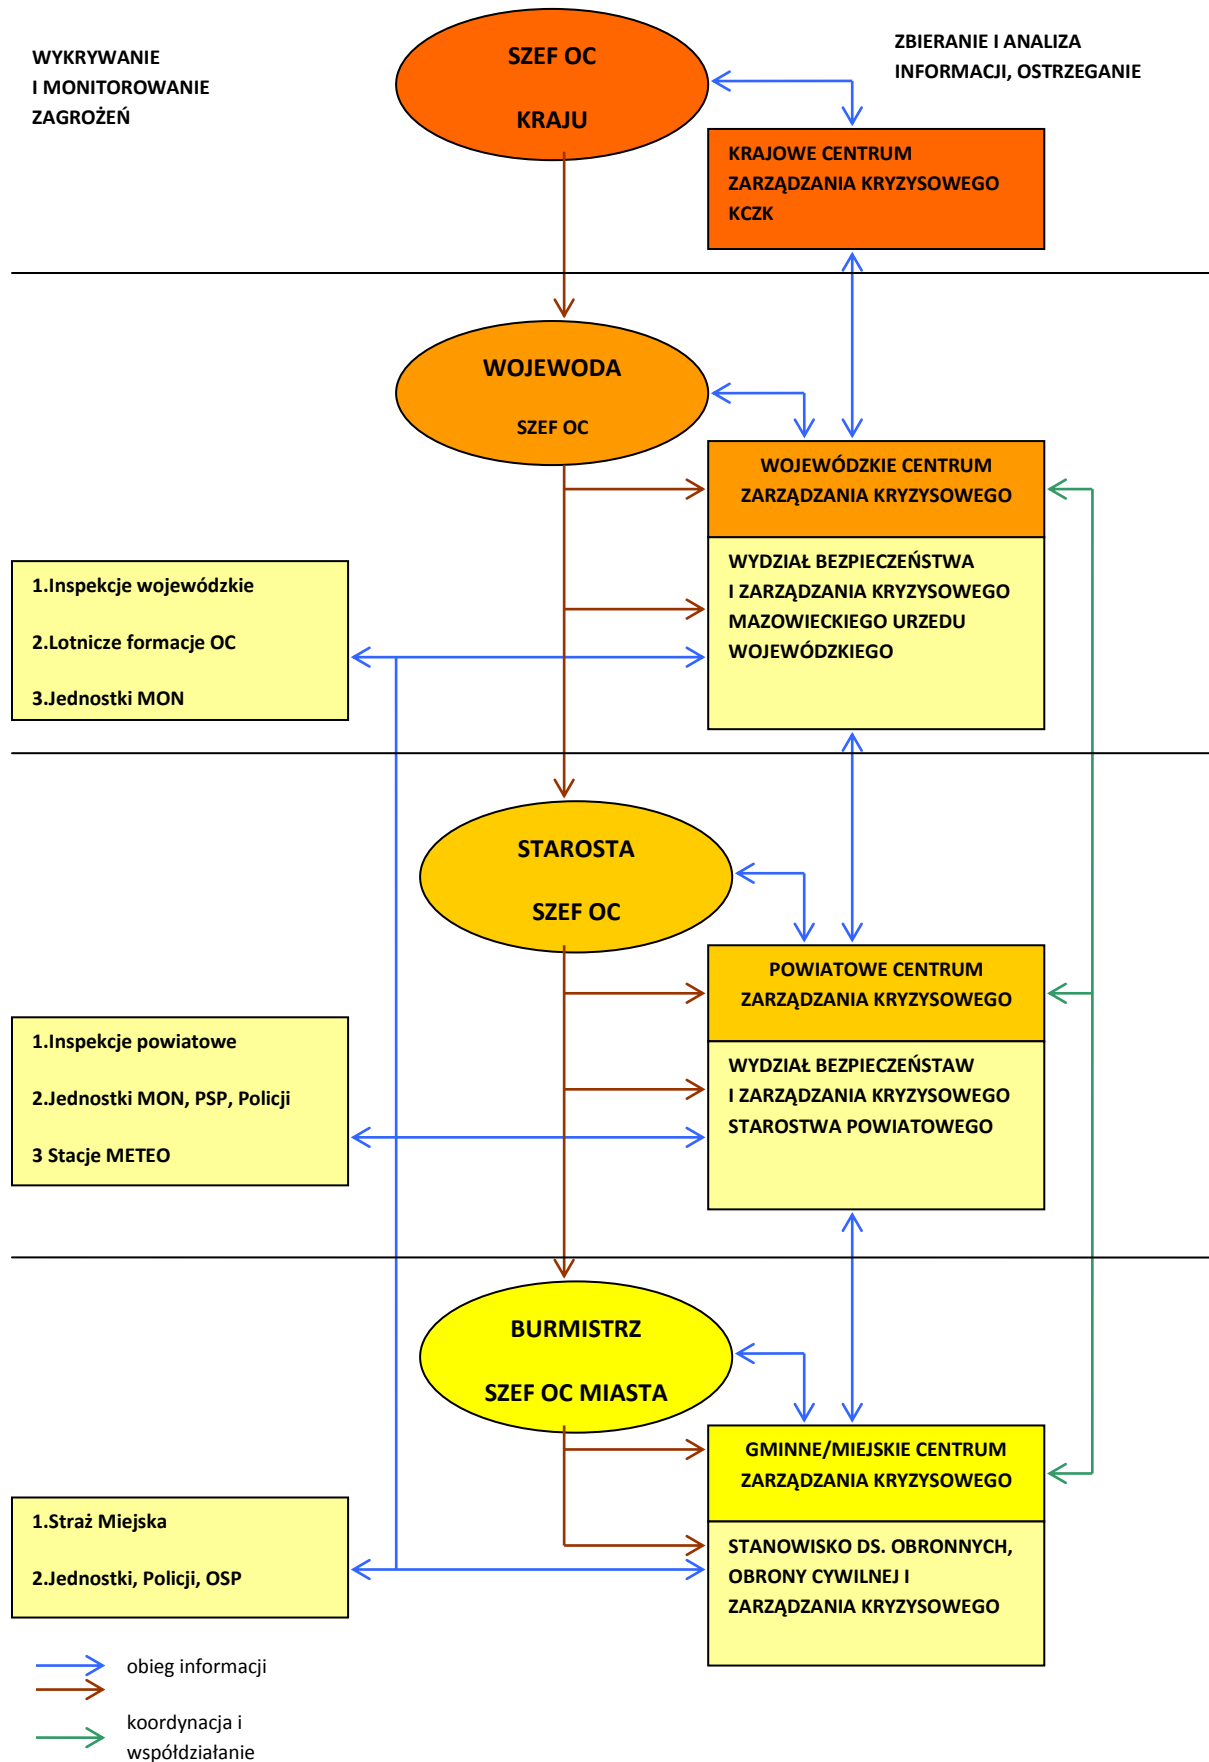 WYKRYWANIE
I MONITOROWANIE
ZAGROŻEŃ
SZEF OC
KRAJU
ZBIERANIE I ANALIZA
INFORMACJI, OSTRZEGANIE
KRAJOWE CENTRUM
ZARZĄDZANIA KRYZYSOWEGO
KCZK
WOJEWODA
SZEF OC
WOJEWÓDZKIE CENTRUM
ZARZĄDZANIA KRYZYSOWEGO
WYDZIAŁ BEZPIECZEŃSTWA
I ZARZĄDZANIA KRYZYSOWEGO
MAZOWIECKIEGO URZEDU
WOJEWÓDZKIEGO
1.Inspekcje wojewódzkie
2.Lotnicze formacje OC
3.Jednostki MON
STAROSTA
SZEF OC
POWIATOWE CENTRUM
ZARZĄDZANIA KRYZYSOWEGO
WYDZIAŁ BEZPIECZEŃSTAW
I ZARZĄDZANIA KRYZYSOWEGO
STAROSTWA POWIATOWEGO
1.Inspekcje powiatowe
2.Jednostki MON, PSP, Policji
3 Stacje METEO
BURMISTRZ
SZEF OC MIASTA
GMINNE/MIEJSKIE CENTRUM
ZARZĄDZANIA KRYZYSOWEGO
STANOWISKO DS. OBRONNYCH,
OBRONY CYWILNEJ I
ZARZĄDZANIA KRYZYSOWEGO
1.Straż Miejska
2.Jednostki, Policji, OSP
obieg informacji
koordynacja i
współdziałanie